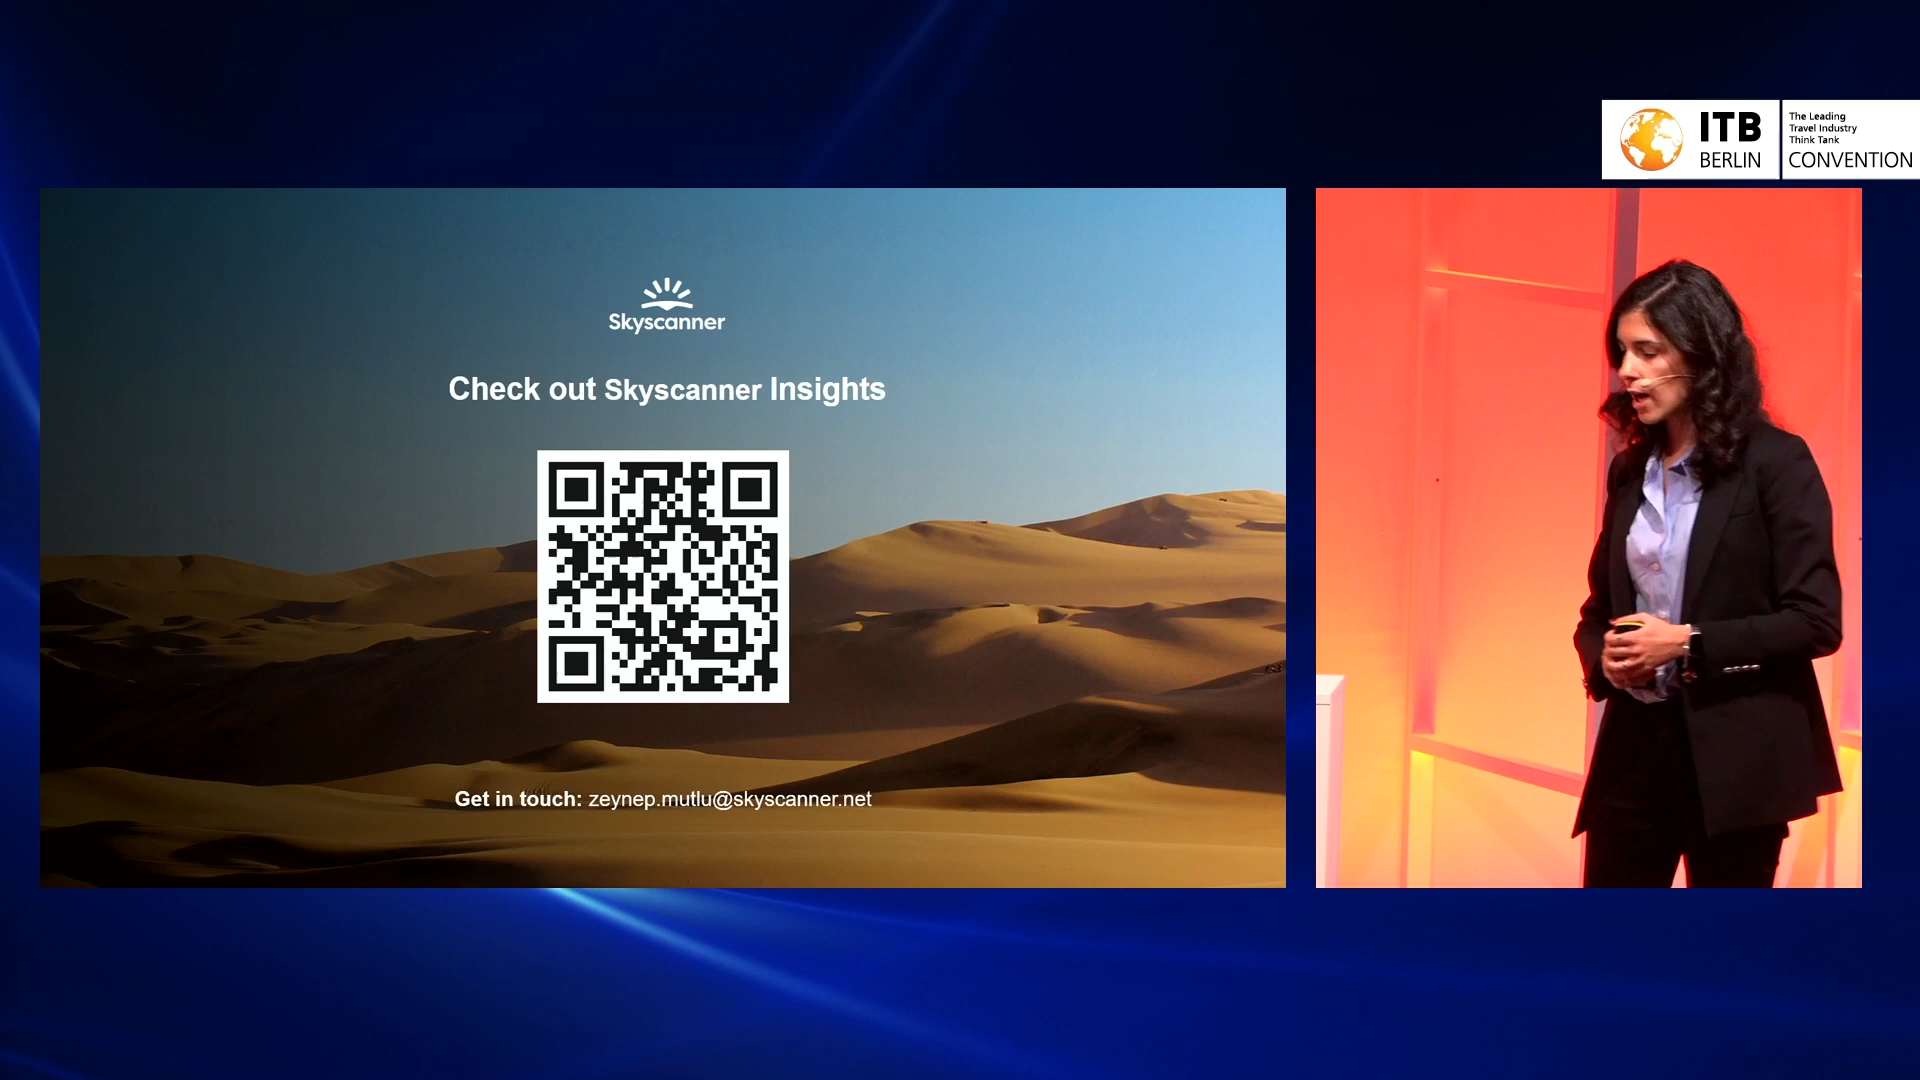 ITB
BERLIN
The Leading
Travel Industry
Think Tank
CONVENTION
Skyscanner
Check out Skyscanner Insights
Get in touch: zeynep.mutlu@skyscanner.net